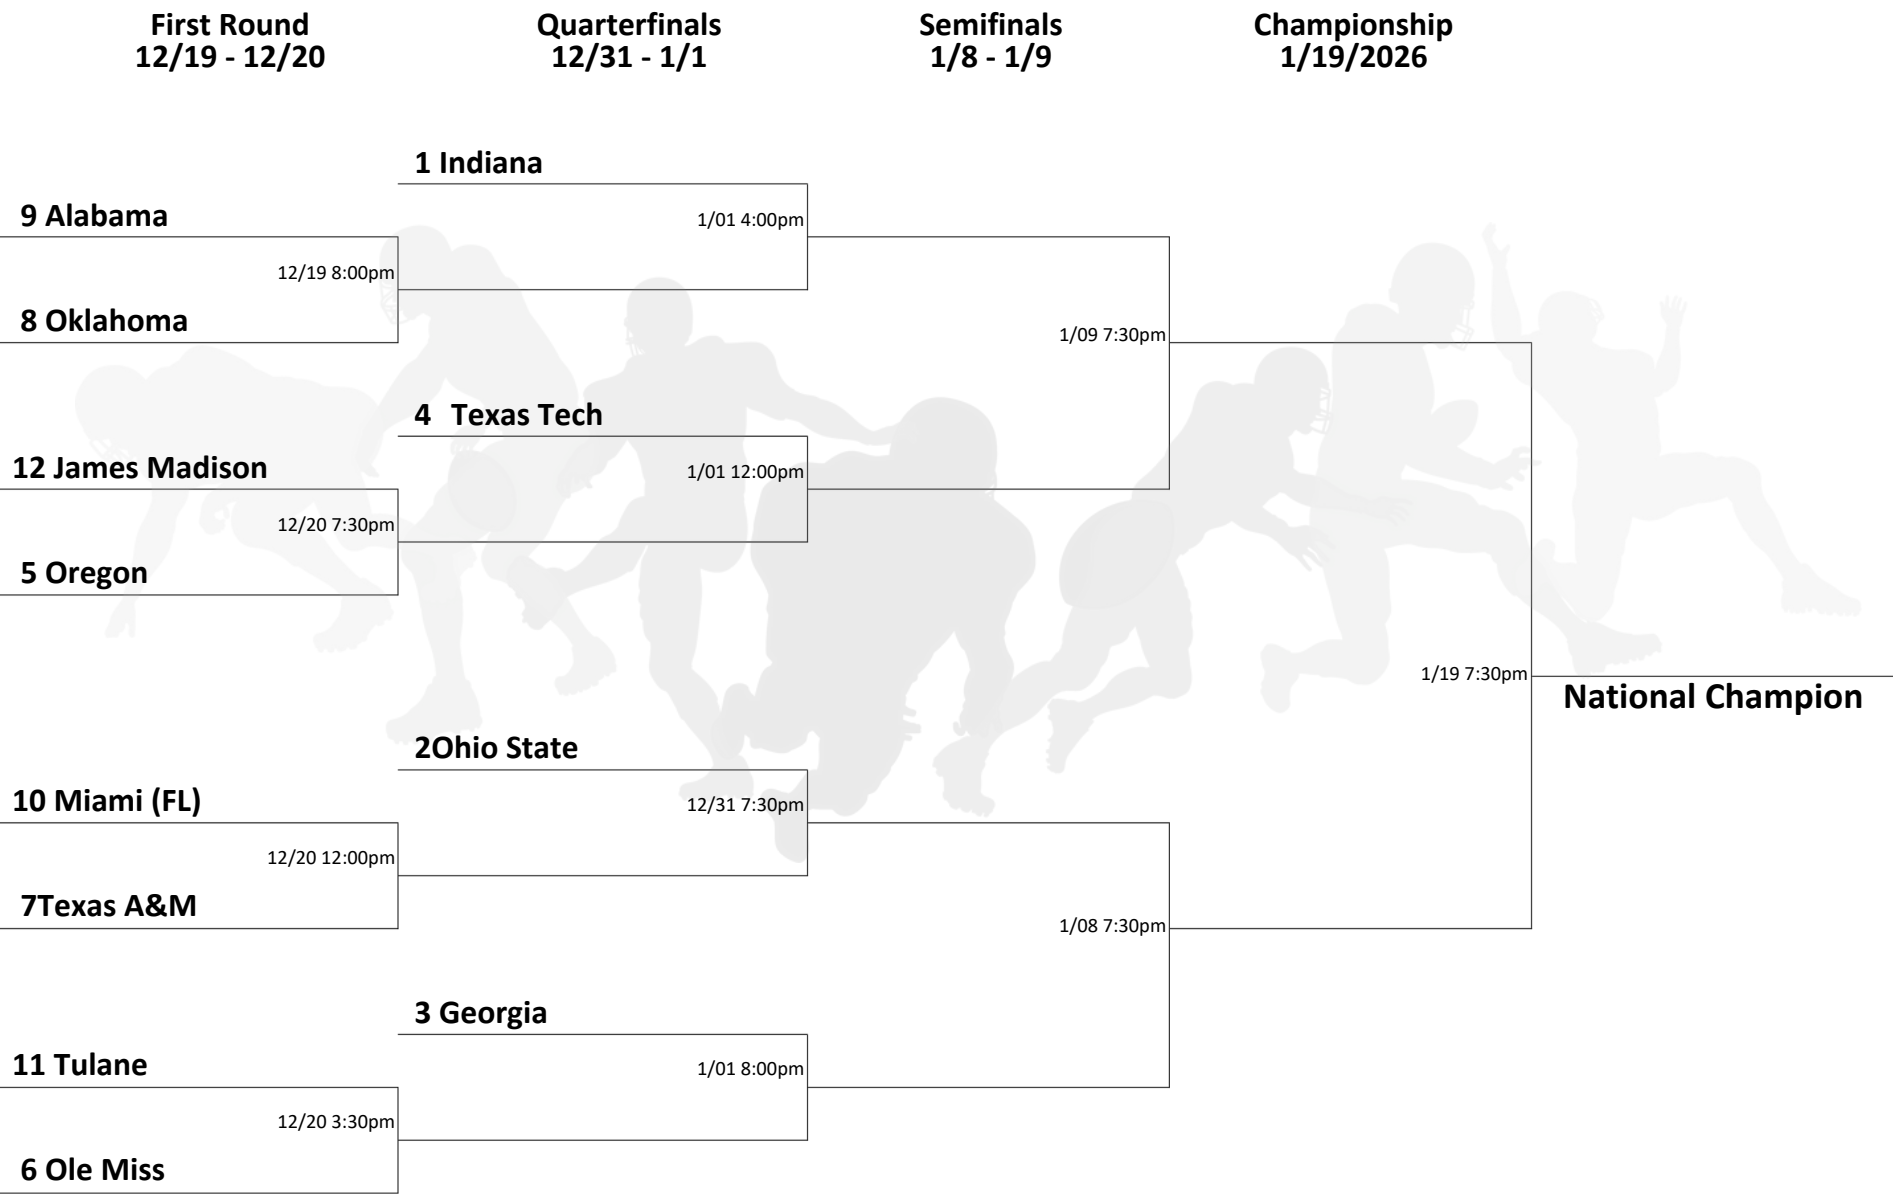 First Round
12/19 - 12/20
Quarterfinals
12/31 - 1/1
Semifinals
1/8 - 1/9
Championship
1/19/2026
1 Indiana
9 Alabama
1/01 4:00pm
12/19 8:00pm
8 Oklahoma
1/09 7:30pm
4 Texas Tech
12 James Madison
1/01 12:00pm
12/20 7:30pm
5 Oregon
1/19 7:30pm
National Champion
2Ohio State
10 Miami (FL)
12/31 7:30pm
12/20 12:00pm
7Texas A&M
1/08 7:30pm
3 Georgia
11 Tulane
1/01 8:00pm
12/20 3:30pm
6 Ole Miss